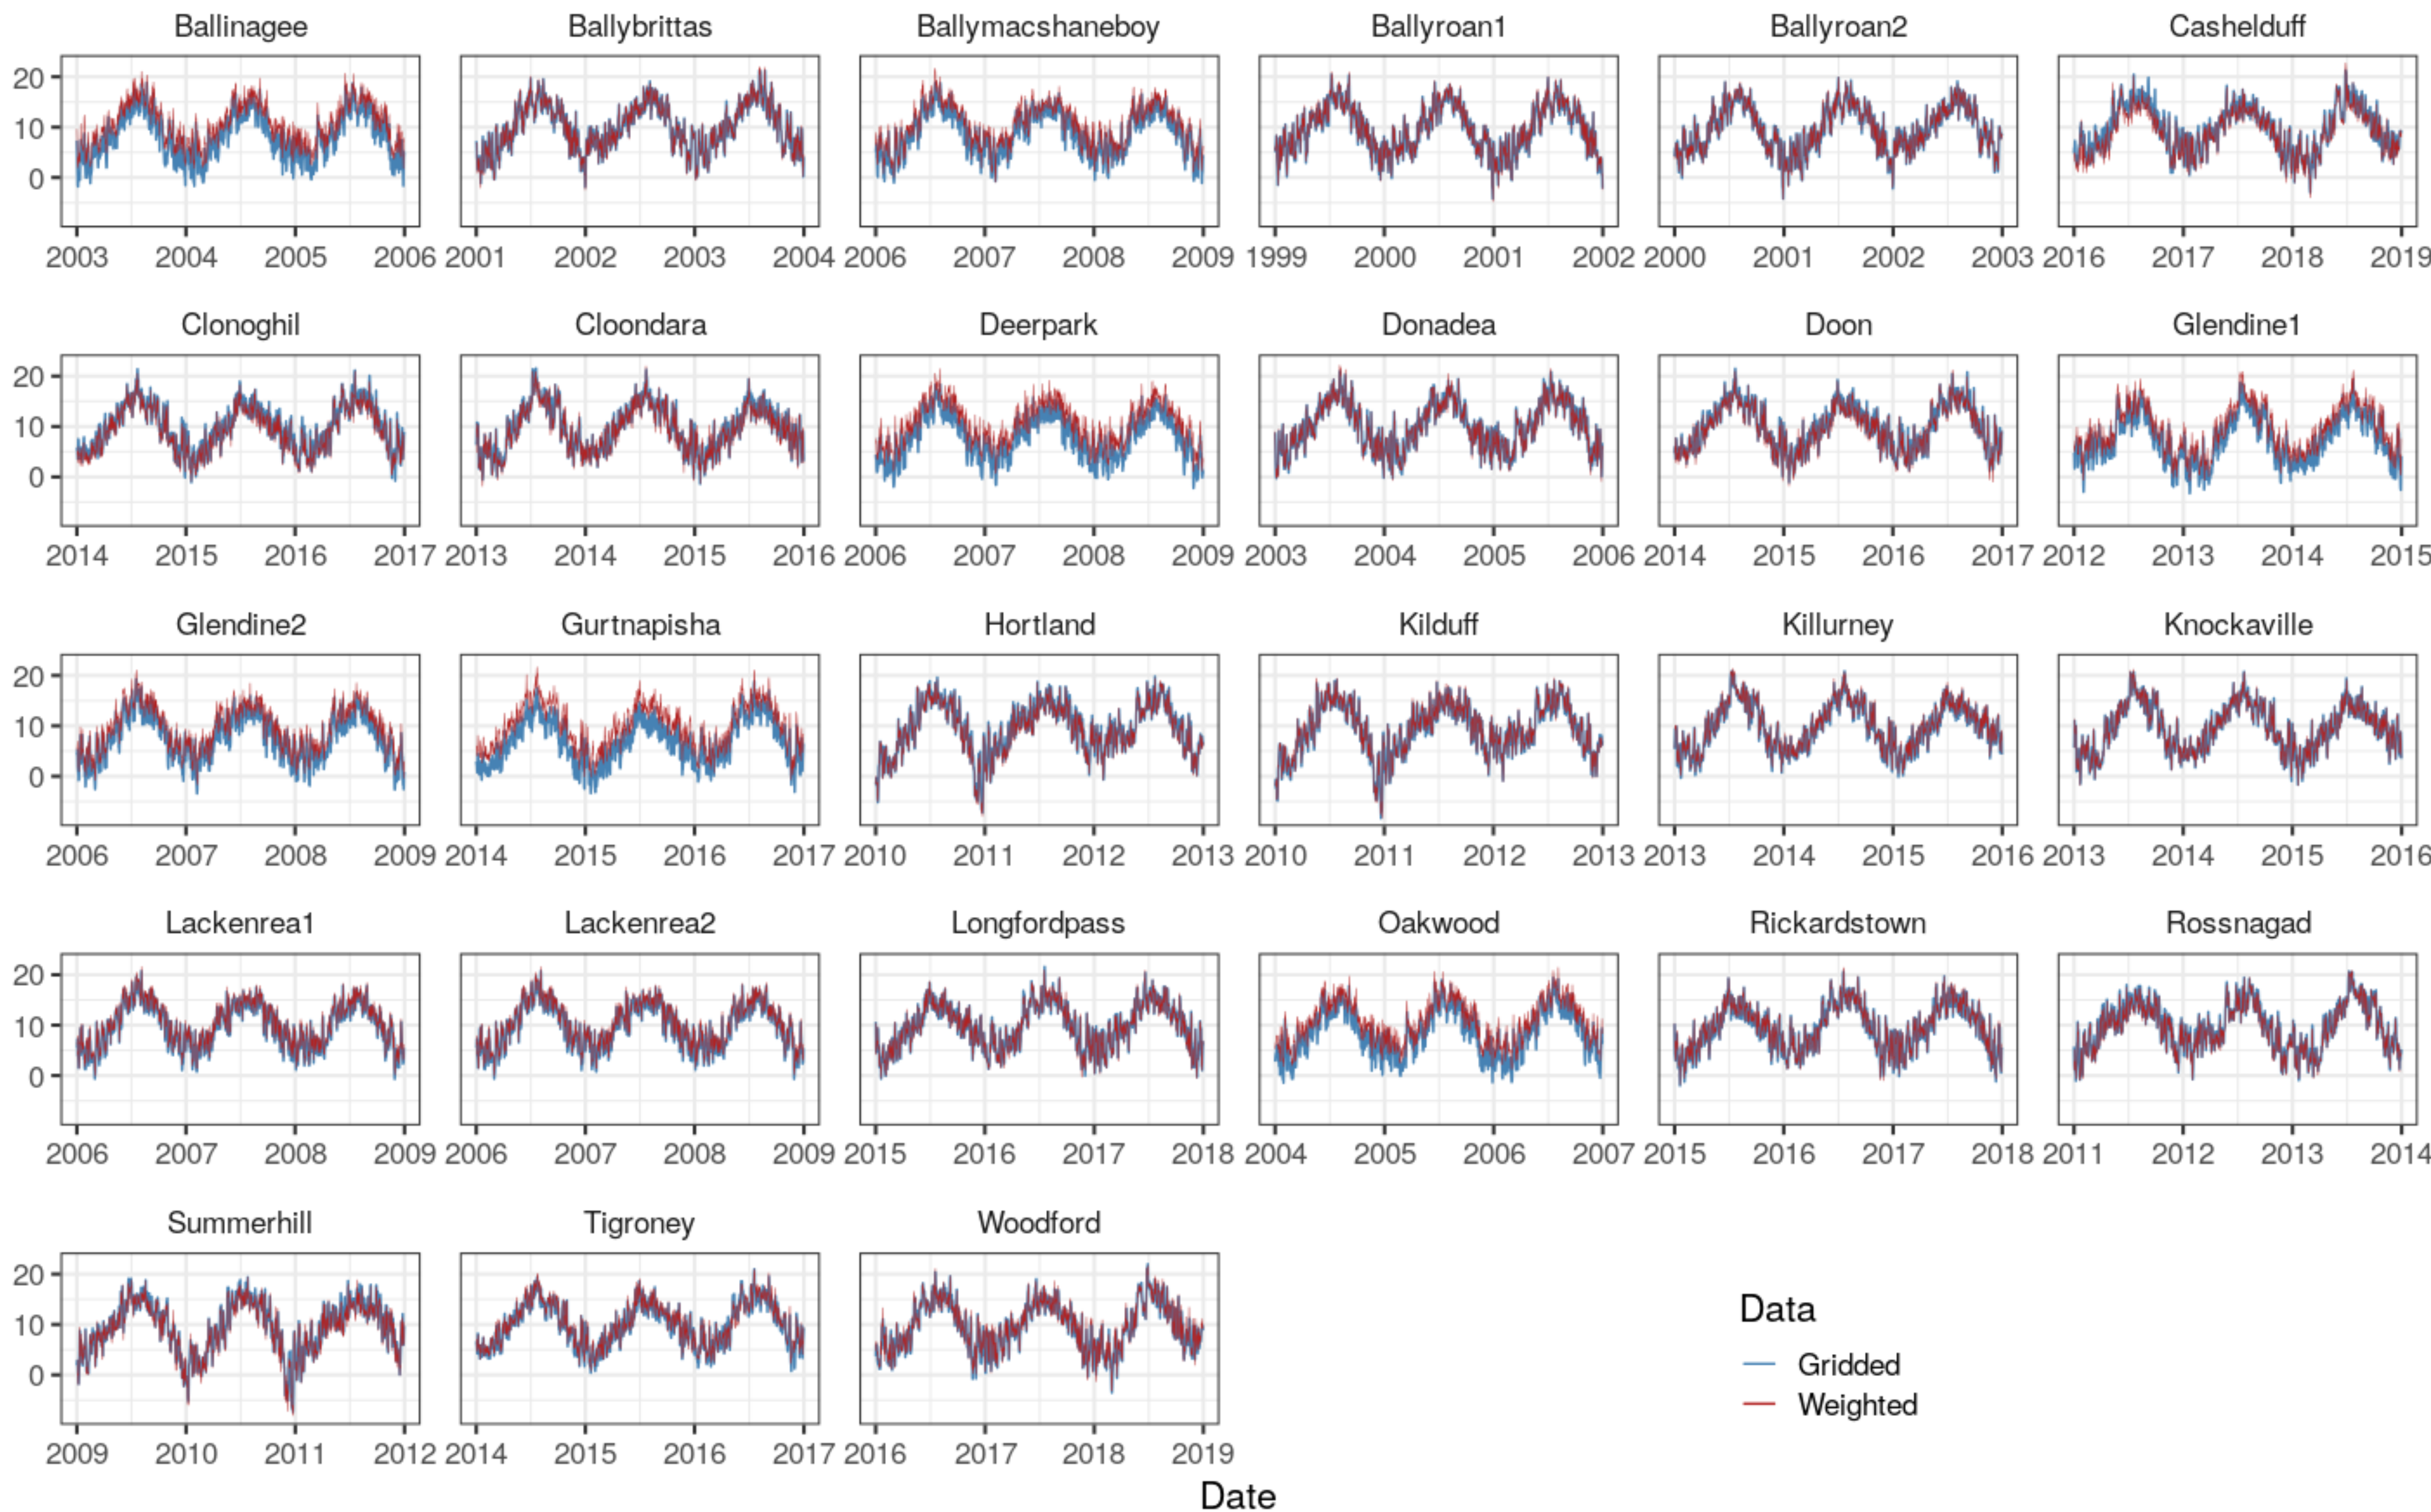 Ballinagee Ballybrittas Ballymacshaneboy Ballyroan1 Ballyroan2 Cashelduff
20
10
0
2003 2004 2005 2006 2001 2002 2003 2004 2006 2007 2008 2009 1999 2000 2001 2002 2000 2001 2002 2003 2016 2017 2018 2019
Clonoghil Cloondara Deerpark Donadea Doon Glendine1
20
10
0
2014 2015 2016 2017 2013 2014 2015 2016 2006 2007 2008 2009 2003 2004 2005 2006 2014 2015 2016 2017 2012 2013 2014 2015
Glendine2 Gurtnapisha Hortland Kilduff Killurney Knockaville
20
10
0
2006 2007 2008 2009 2014 2015 2016 2017 2010 2011 2012 2013 2010 2011 2012 2013 2013 2014 2015 2016 2013 2014 2015 2016
Lackenrea1 Lackenrea2 Longfordpass Oakwood Rickardstown Rossnagad
20
10
0
2006 2007 2008 2009 2006 2007 2008 2009 2015 2016 2017 2018 2004 2005 2006 2007 2015 2016 2017 2018 2011 2012 2013 2014
Summerhill Tigroney Woodford
20
10
0
2009 2010 2011 2012 2014 2015 2016 2017 2016 2017 2018 2019
Date
Data
Gridded
Weighted